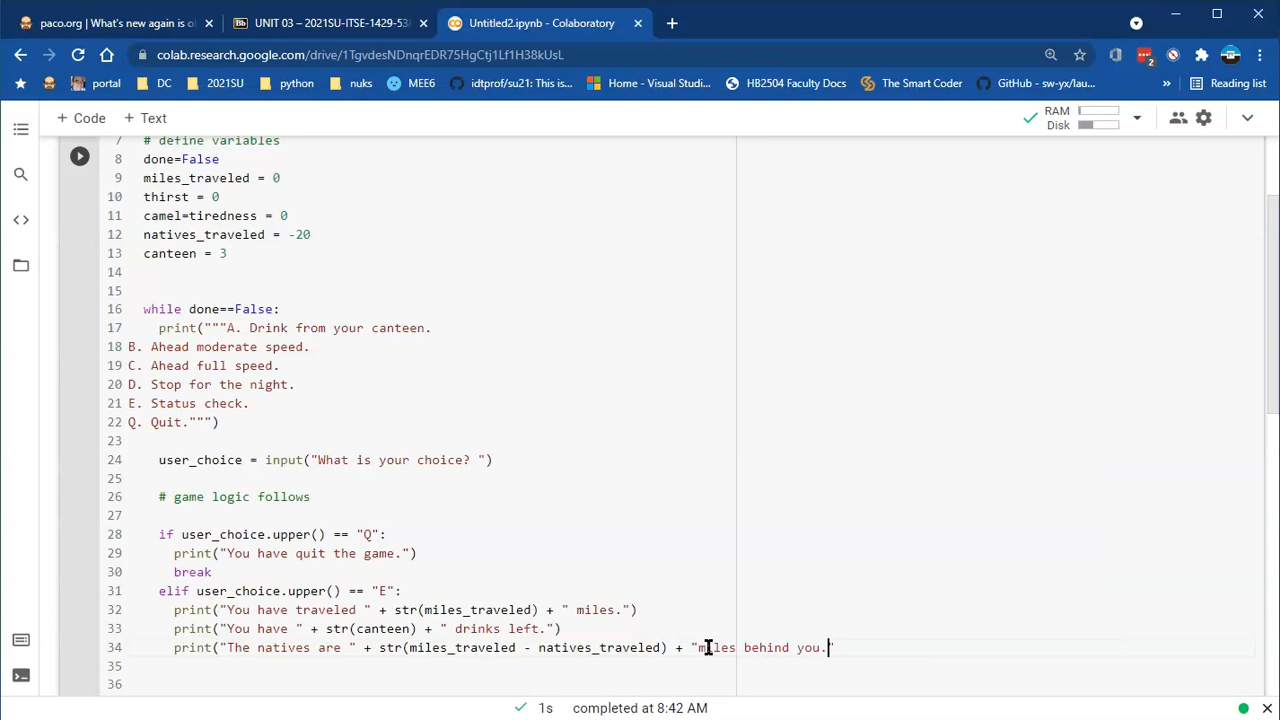 paco.org | What's new again is ol
UNIT 03 – 2021SU-ITSE-1429-53
Untitled2.ipynb - Colaboratory
colab.research.google.com/drive/1TgvdesNDnqrEDR75HgCtj1Lf1H38kUsL
portal DC 2021SU python nuks MEE6 idtprof/su21: This is... Home - Visual Studi... HB2504 Faculty Docs The Smart Coder GitHub - sw-yx/lau... » Reading list
+ Code + Text RAM Disk
7 # define variables
8 done=False
9 miles_traveled = 0
10 thirst = 0
11 camel=tiredness = 0
12 natives_traveled = -20
13 canteen = 3
14
15
16 while done==False:
17 print("""A. Drink from your canteen.
18 B. Ahead moderate speed.
19 C. Ahead full speed.
20 D. Stop for the night.
21 E. Status check.
22 Q. Quit.""")
23
24 user_choice = input("What is your choice? ")
25
26 # game logic follows
27
28 if user_choice.upper() == "Q":
29 print("You have quit the game.")
30 break
31 elif user_choice.upper() == "E":
32 print("You have traveled " + str(miles_traveled) + " miles.")
33 print("You have " + str(canteen) + " drinks left.")
34 print("The natives are " + str(miles_traveled - natives_traveled) + "miles behind you."
35
36
1s completed at 8:42 AM